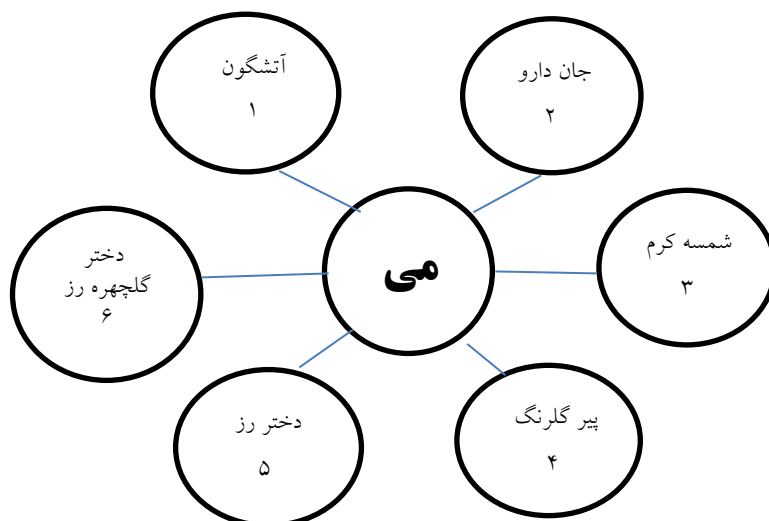 آتشگون
۱
جان دارو
۲
شمسه کرم
۳
پیر گلرنگ
۴
دختر رز
۵
دختر
گلچهره رز
۶
می